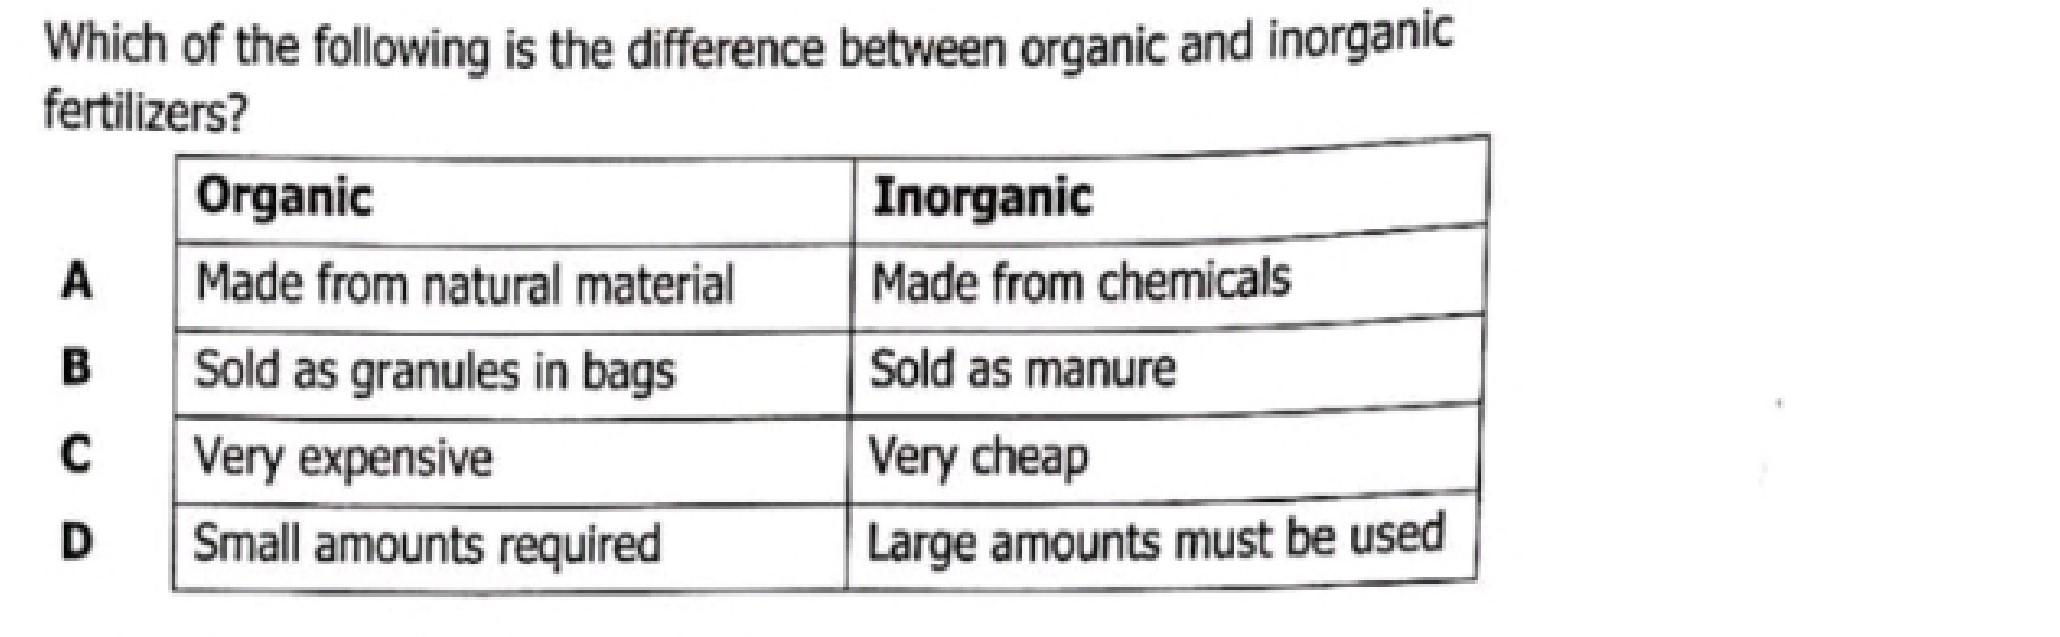 Which of the following is the difference between organic and inorganic
fertilizers?
Organic Inorganic
A Made from natural material Made from chemicals
B Sold as granules in bags Sold as manure
C Very expensive Very cheap
D Small amounts required Large amounts must be used